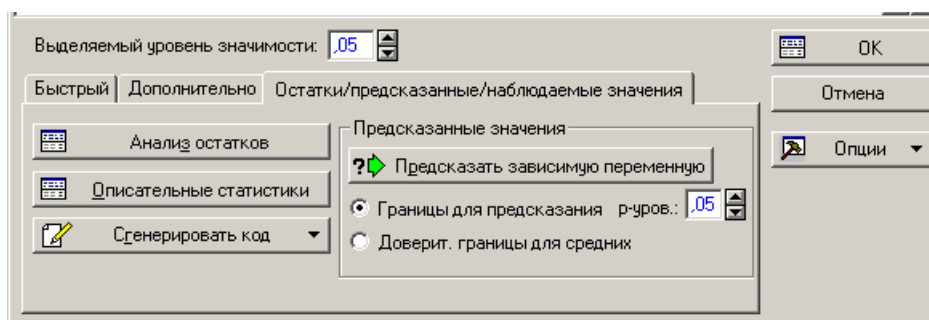 Выделяемый уровень значимости: ,05
OK
Быстрый Дополнительно Остатки/предсказанные/наблюдаемые значения
Отмена
Предсказанные значения
Анализ остатков
Опции
? Предсказать зависимую переменную
Описательные статистики
Границы для предсказания p-уров.: ,05
Сгенерировать код
Доверит. границы для средних